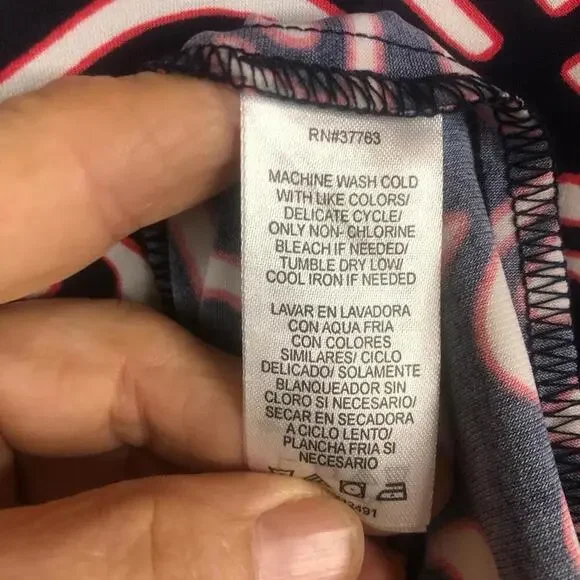 RN#37763
MACHINE WASH COLD
WITH LIKE COLORS/
DELICATE CYCLE/
ONLY NON- CHLORINE
BLEACH IF NEEDED/
TUMBLE DRY LOW/
COOL IRON IF NEEDED
LAVAR EN LAVADORA
CON AQUA FRIA
CON COLORES
SIMILARES/ CICLO
DELICADO/ SOLAMENTE
BLANQUEADOR SIN
CLORO SI NECESARIO/
SECAR EN SECADORA
A CICLO LENTO/
PLANCHA FRIA SI
NECESARIO